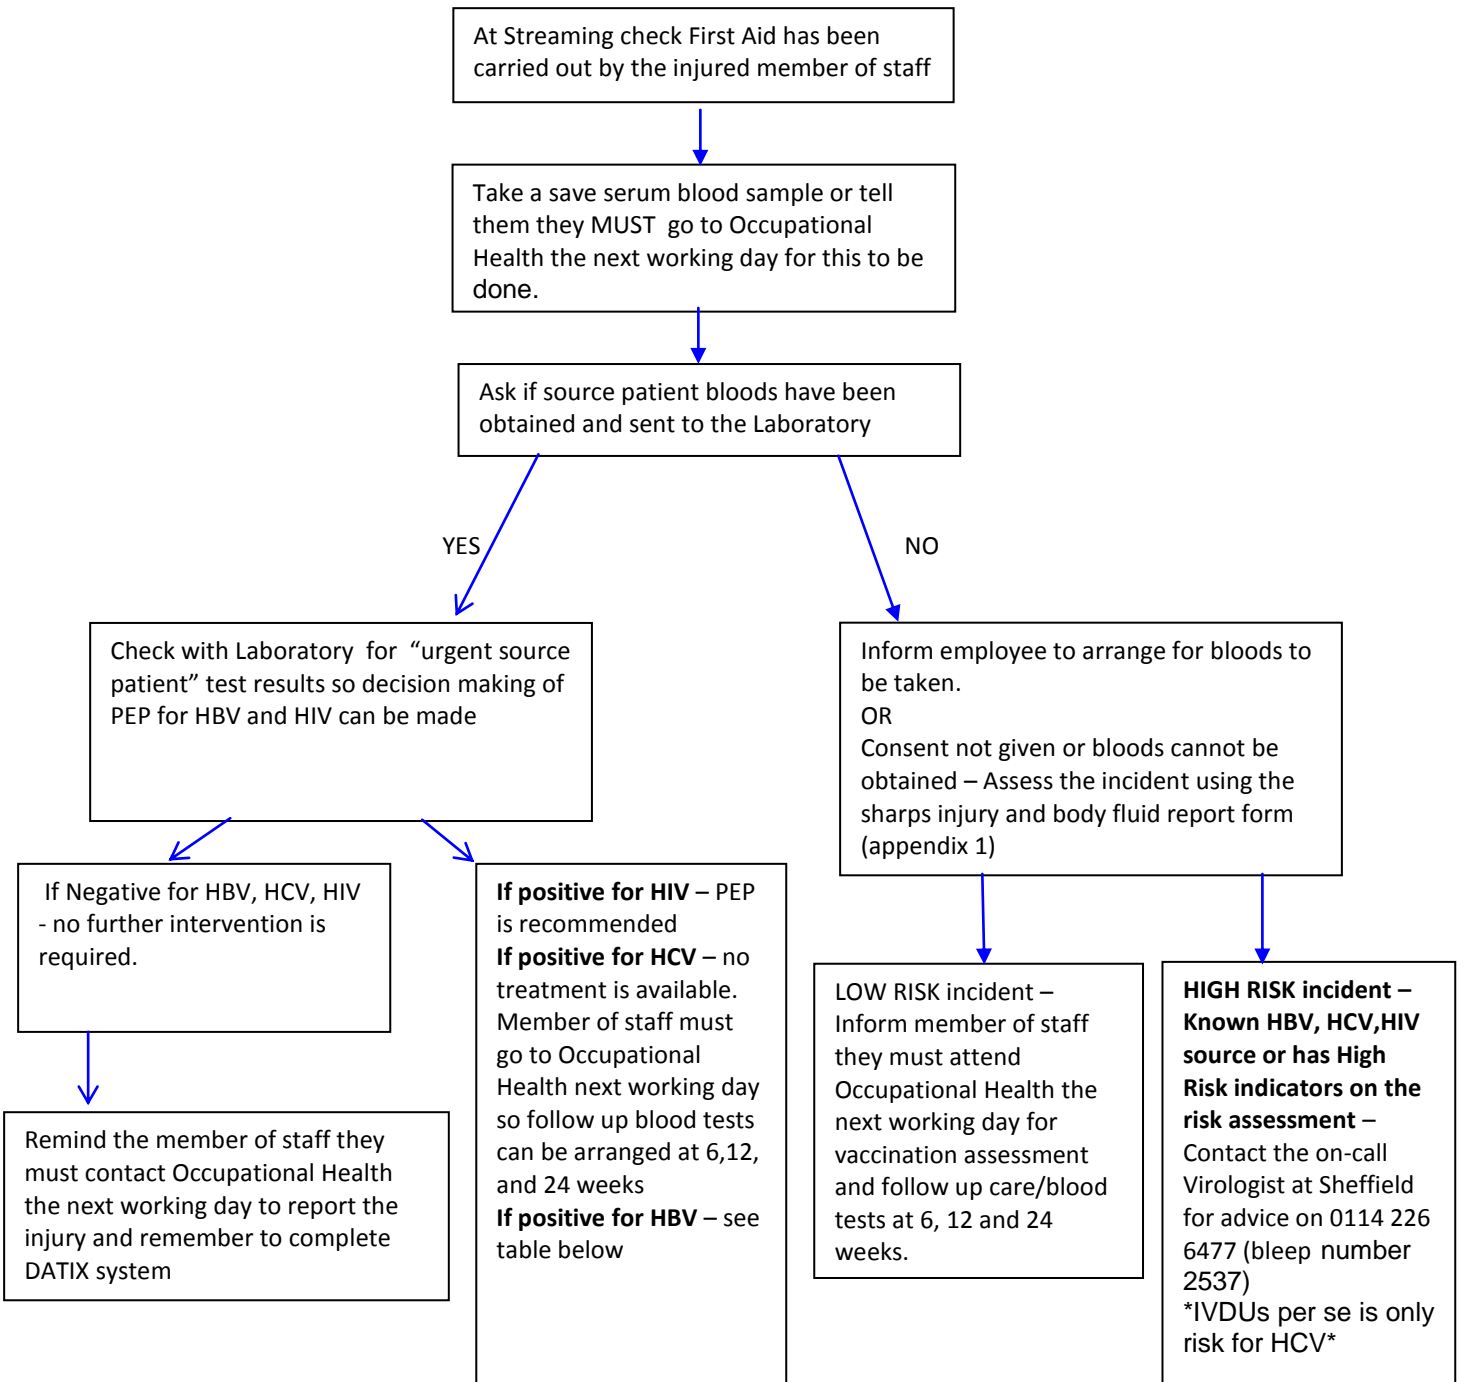 At Streaming check First Aid has been
carried out by the injured member of staff
Take a save serum blood sample or tell
them they MUST go to Occupational
Health the next working day for this to be
done.
Ask if source patient bloods have been
obtained and sent to the Laboratory
YES
NO
Check with Laboratory for “urgent source
patient” test results so decision making of
PEP for HBV and HIV can be made
Inform employee to arrange for bloods to
be taken.
OR
Consent not given or bloods cannot be
obtained – Assess the incident using the
sharps injury and body fluid report form
(appendix 1)
If Negative for HBV, HCV, HIV
- no further intervention is
required.
Remind the member of staff they
must contact Occupational Health
the next working day to report the
injury and remember to complete
DATIX system
If positive for HIV – PEP
is recommended
If positive for HCV – no
treatment is available.
Member of staff must
go to Occupational
Health next working day
so follow up blood tests
can be arranged at 6,12,
and 24 weeks
If positive for HBV – see
table below
LOW RISK incident –
Inform member of staff
they must attend
Occupational Health the
next working day for
vaccination assessment
and follow up care/blood
tests at 6, 12 and 24
weeks.
HIGH RISK incident –
Known HBV, HCV,HIV
source or has High
Risk indicators on the
risk assessment –
Contact the on-call
Virologist at Sheffield
for advice on 0114 226
6477 (bleep number
2537)
*IVDUs per se is only
risk for HCV*